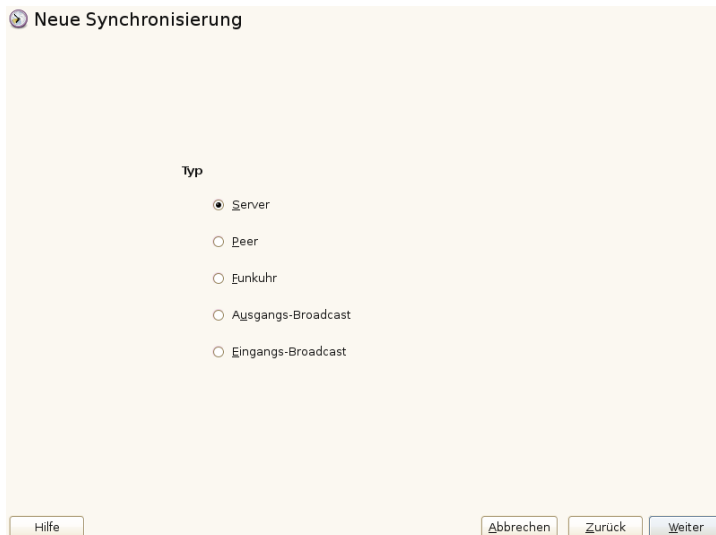 Neue Synchronisierung
Typ
Server
Peer
Funkuhr
Ausgangs-Broadcast
Eingangs-Broadcast
Hilfe
Abbrechen
Zurück
Weiter